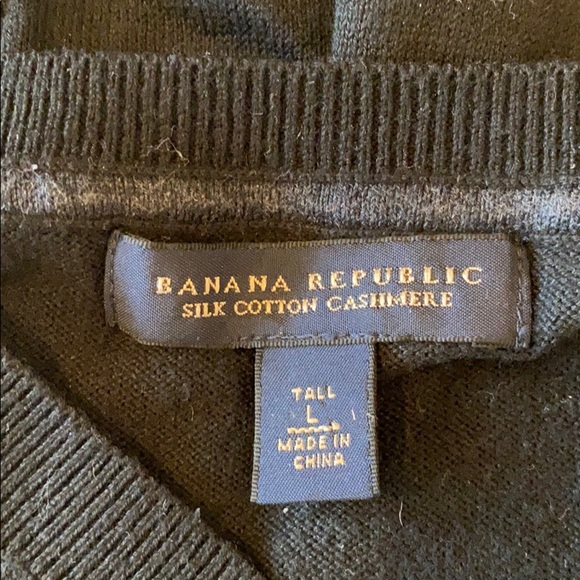 BANANA REPUBLIC
SILK COTTON CASHMERE
TALL
L
MADE IN
CHINA